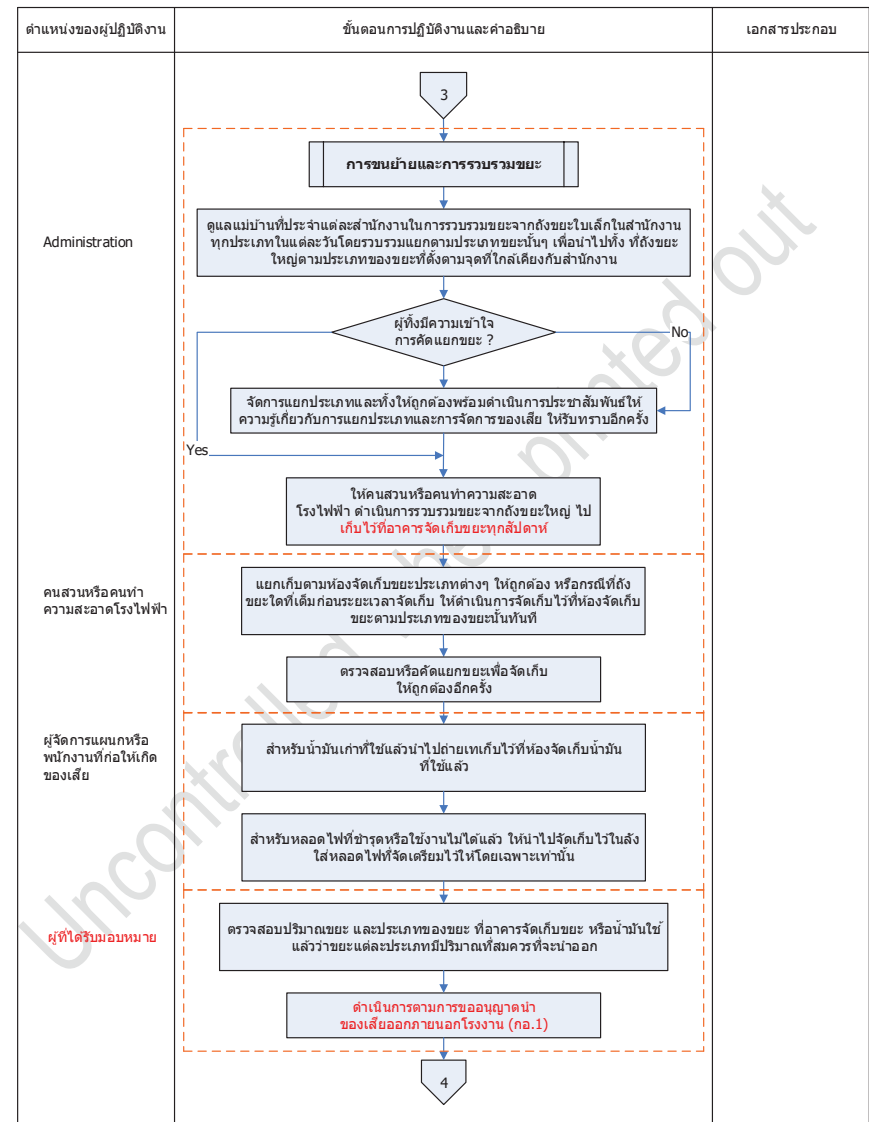 ตำแหน่งของผู้ปฏิบัติงาน
ขั้นตอนการปฏิบัติงานและคำอธิบาย
เอกสารประกอบ
3
การขนย้ายและการรวบรวมขยะ
Administration
ดูแลแม่บ้านที่ประจำแต่ละสำนักงานในการรวบรวมขยะจากถังขยะใบเล็กในสำนักงาน
ทุกประเภทในแต่ละวันโดยรวบรวมแยกตามประเภทขยะนั้นๆ เพื่อนำไปทิ้ง ที่ถังขยะ
ใหญ่ตามประเภทของขยะที่ตั้งตามจุดที่ใกล้เคียงกับสำนักงาน
ผู้ทิ้งมีความเข้าใจ
การคัดแยกขยะ ?
No
จัดการแยกประเภทและทิ้งให้ถูกต้องพร้อมดำเนินการประชาสัมพันธ์ให้
ความรู้เกี่ยวกับการแยกประเภทและการจัดการของเสีย ให้รับทราบอีกครั้ง
Yes
ให้คนสวนหรือคนทำความสะอาด
โรงไฟฟ้า ดำเนินการรวบรวมขยะจากถังขยะใหญ่ ไป
เก็บไว้ที่อาคารจัดเก็บขยะทุกสัปดาห์
คนสวนหรือคนทำ
ความสะอาดโรงไฟฟ้า
แยกเก็บตามห้องจัดเก็บขยะประเภทต่างๆ ให้ถูกต้อง หรือกรณีที่ถัง
ขยะใดที่เต็มก่อนระยะเวลาจัดเก็บ ให้ดำเนินการจัดเก็บไว้ที่ห้องจัดเก็บ
ขยะตามประเภทของขยะนั้นทันที
ตรวจสอบหรือคัดแยกขยะเพื่อจัดเก็บ
ให้ถูกต้องอีกครั้ง
ผู้จัดการแผนกหรือ
พนักงานที่ก่อให้เกิด
ของเสีย
สำหรับน้ำมันเก่าที่ใช้แล้วนำไปถ่ายเทเก็บไว้ที่ห้องจัดเก็บน้ำมัน
ที่ใช้แล้ว
สำหรับหลอดไฟที่ชำรุดหรือใช้งานไม่ได้แล้ว ให้นำไปจัดเก็บไว้ในลัง
ใส่หลอดไฟที่จัดเตรียมไว้ให้โดยเฉพาะเท่านั้น
ผู้ที่ได้รับมอบหมาย
ตรวจสอบปริมาณขยะ และประเภทของขยะ ที่อาคารจัดเก็บขยะ หรือน้ำมันใช้
แล้วว่าขยะแต่ละประเภทมีปริมาณที่สมควรที่จะนำออก
ดำเนินการตามการขออนุญาตนำ
ของเสียออกภายนอกโรงงาน (กอ.1)
4